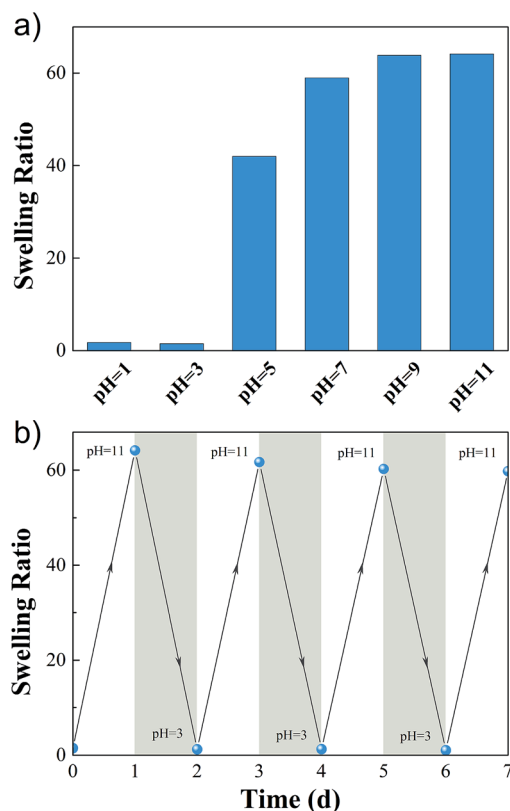 a)
Swelling Ratio
60
40
20
0
pH=1 pH=3 pH=5 pH=7 pH=9 pH=11
b)
Swelling Ratio
60
40
20
0
pH=11 pH=11 pH=11 pH=11
pH=3 pH=3 pH=3
0 1 2 3 4 5 6 7
Time (d)